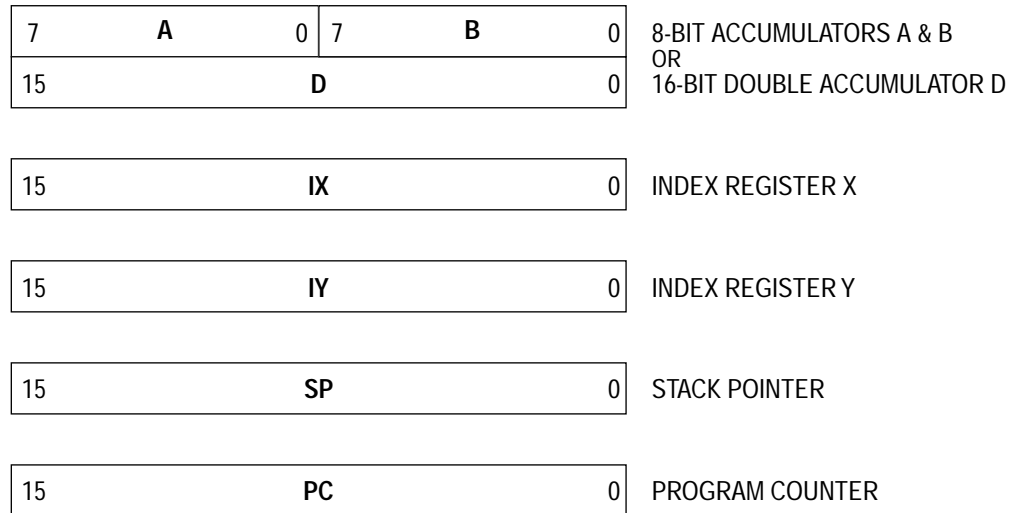 7 A 0 7 B 0 8-BIT ACCUMULATORS A & B
OR
15 D 0 16-BIT DOUBLE ACCUMULATOR D
15 IX 0 INDEX REGISTER X
15 IY 0 INDEX REGISTER Y
15 SP 0 STACK POINTER
15 PC 0 PROGRAM COUNTER